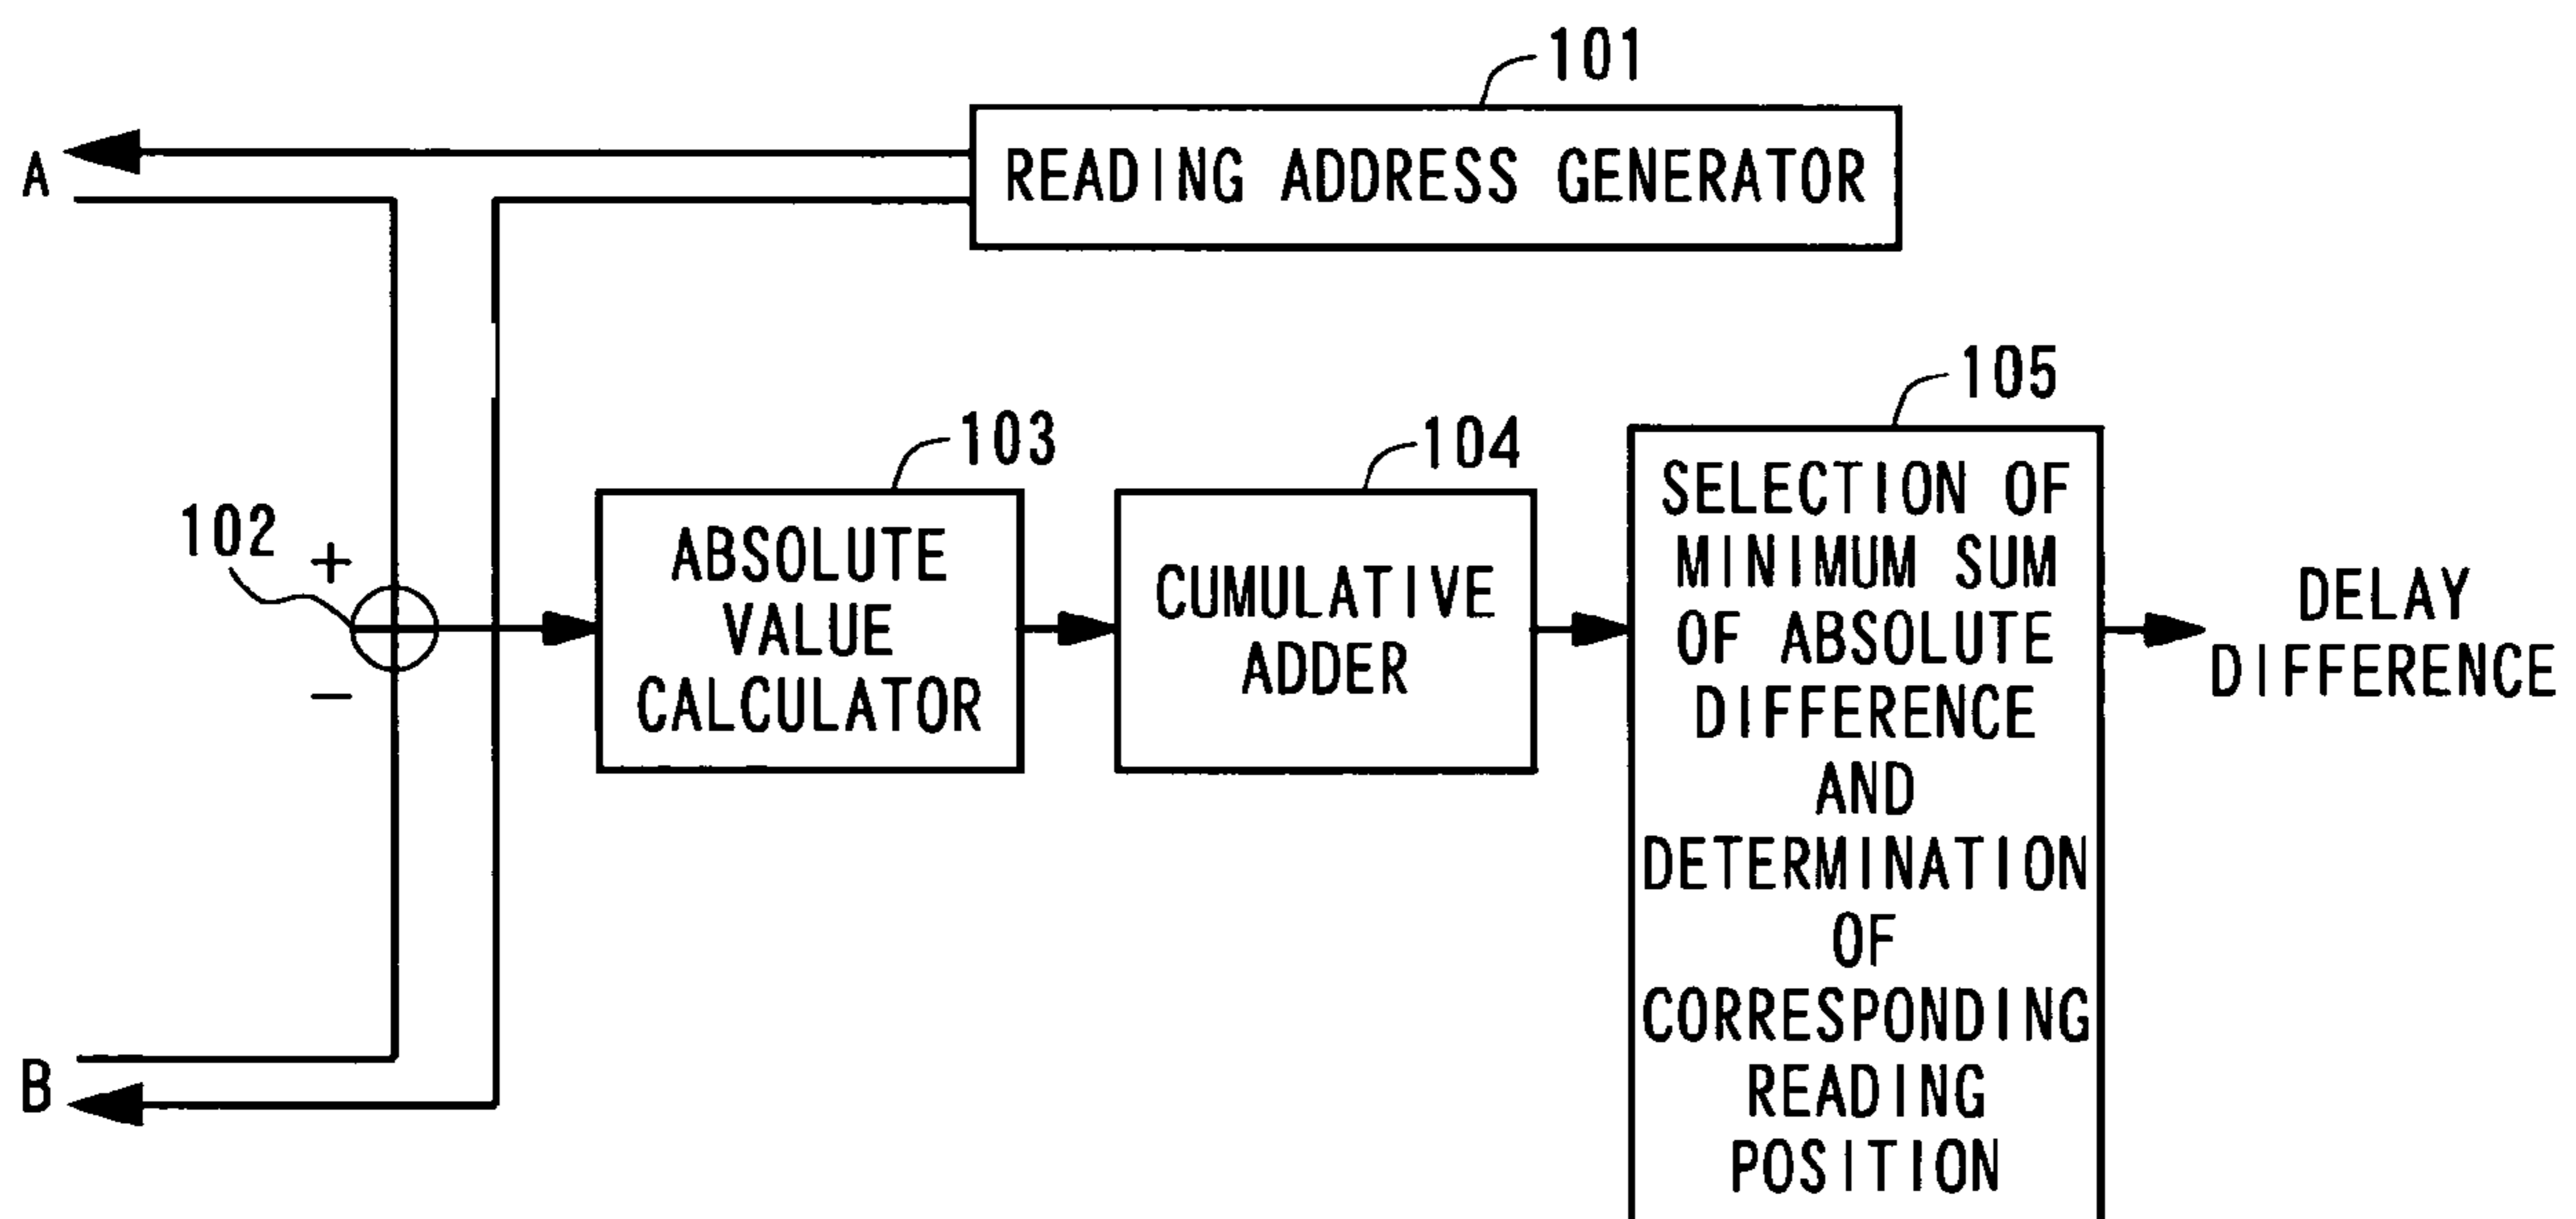 101
A
READING ADDRESS GENERATOR
105
103
104
102
+
−
ABSOLUTE
VALUE
CALCULATOR
CUMULATIVE
ADDER
SELECTION OF
MINIMUM SUM
OF ABSOLUTE
DIFFERENCE
AND
DETERMINATION
OF
CORRESPONDING
READING
POSITION
DELAY
DIFFERENCE
B